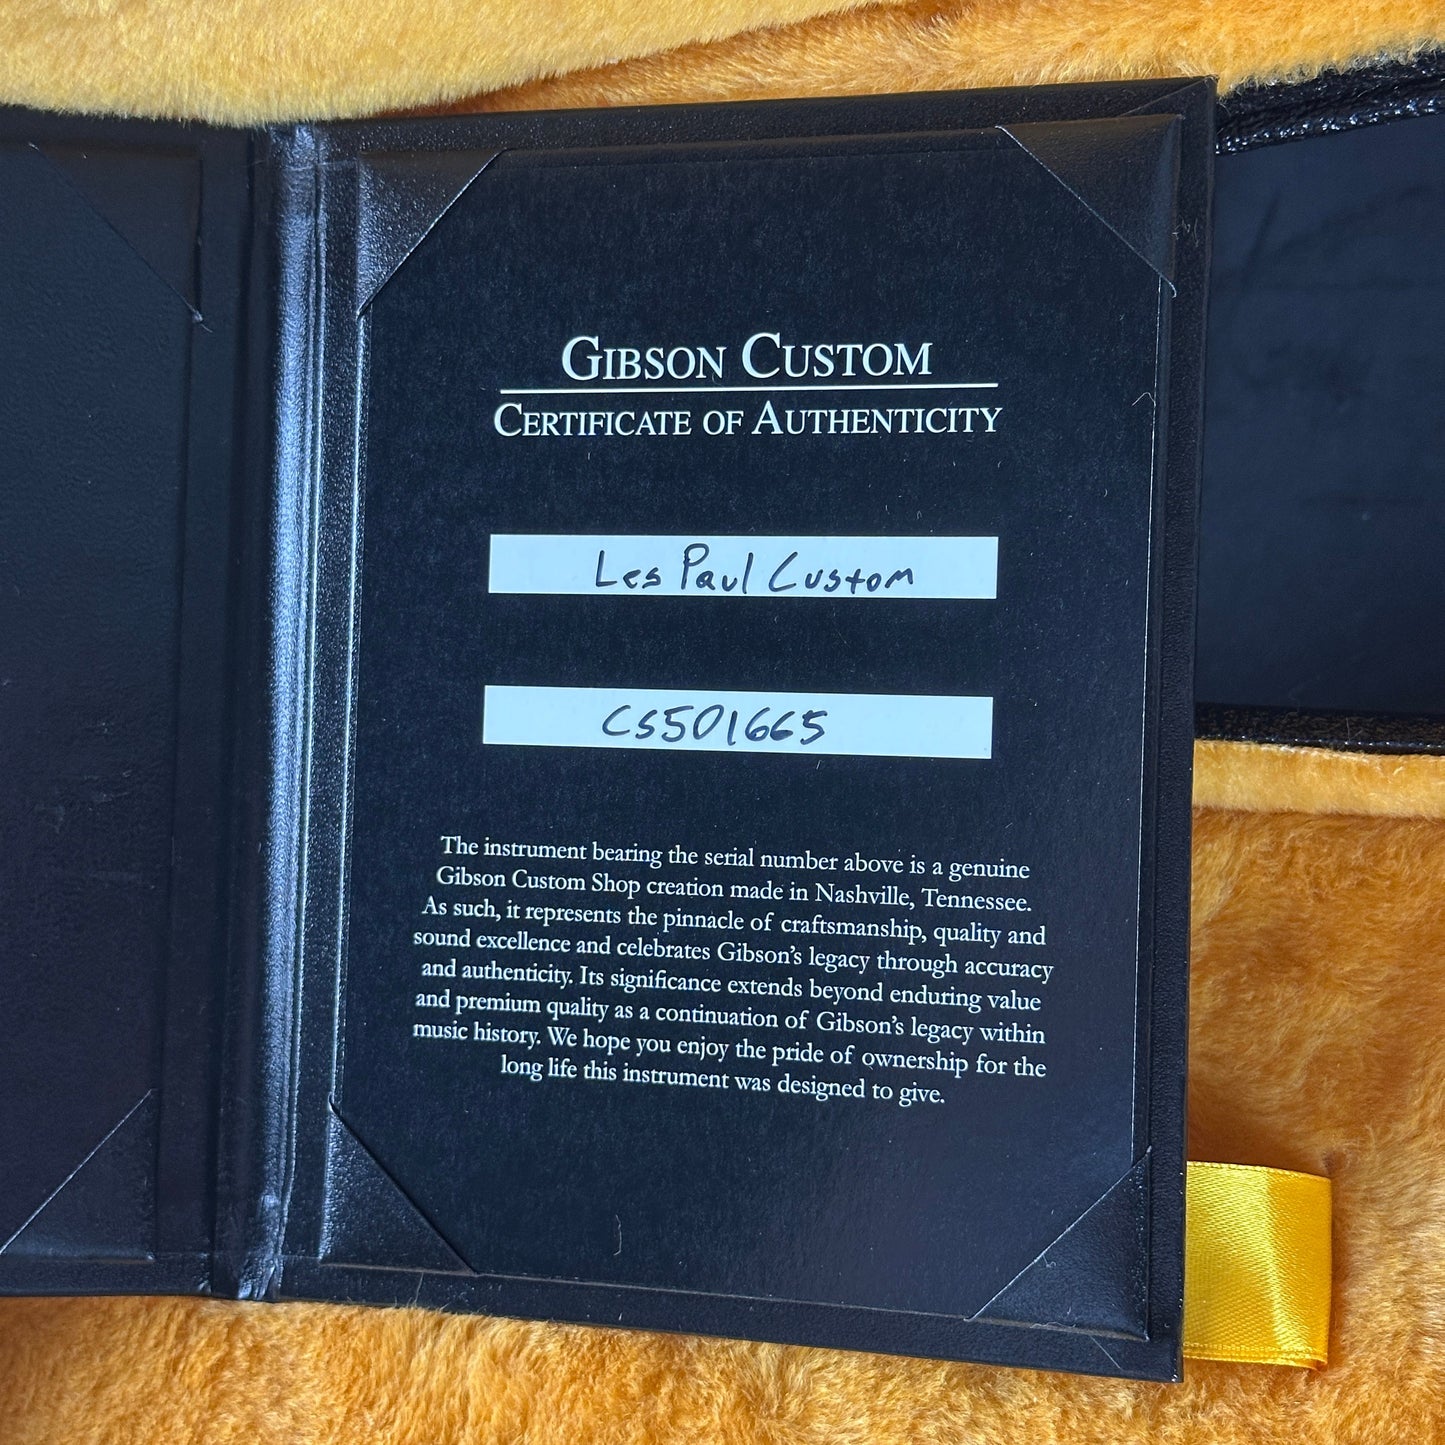 GIBSON CUSTOM
CERTIFICATE OF AUTHENTICITY
Les Paul Custom
CS501665
The instrument bearing the serial number above is a genuine
Gibson Custom Shop creation made in Nashville, Tennessee.
As such, it represents the pinnacle of craftsmanship, quality and
sound excellence and celebrates Gibson's legacy through accuracy
and authenticity. Its significance extends beyond enduring value
and premium quality as a continuation of Gibson's legacy within
music history. We hope you enjoy the pride of ownership for the
long life this instrument was designed to give.